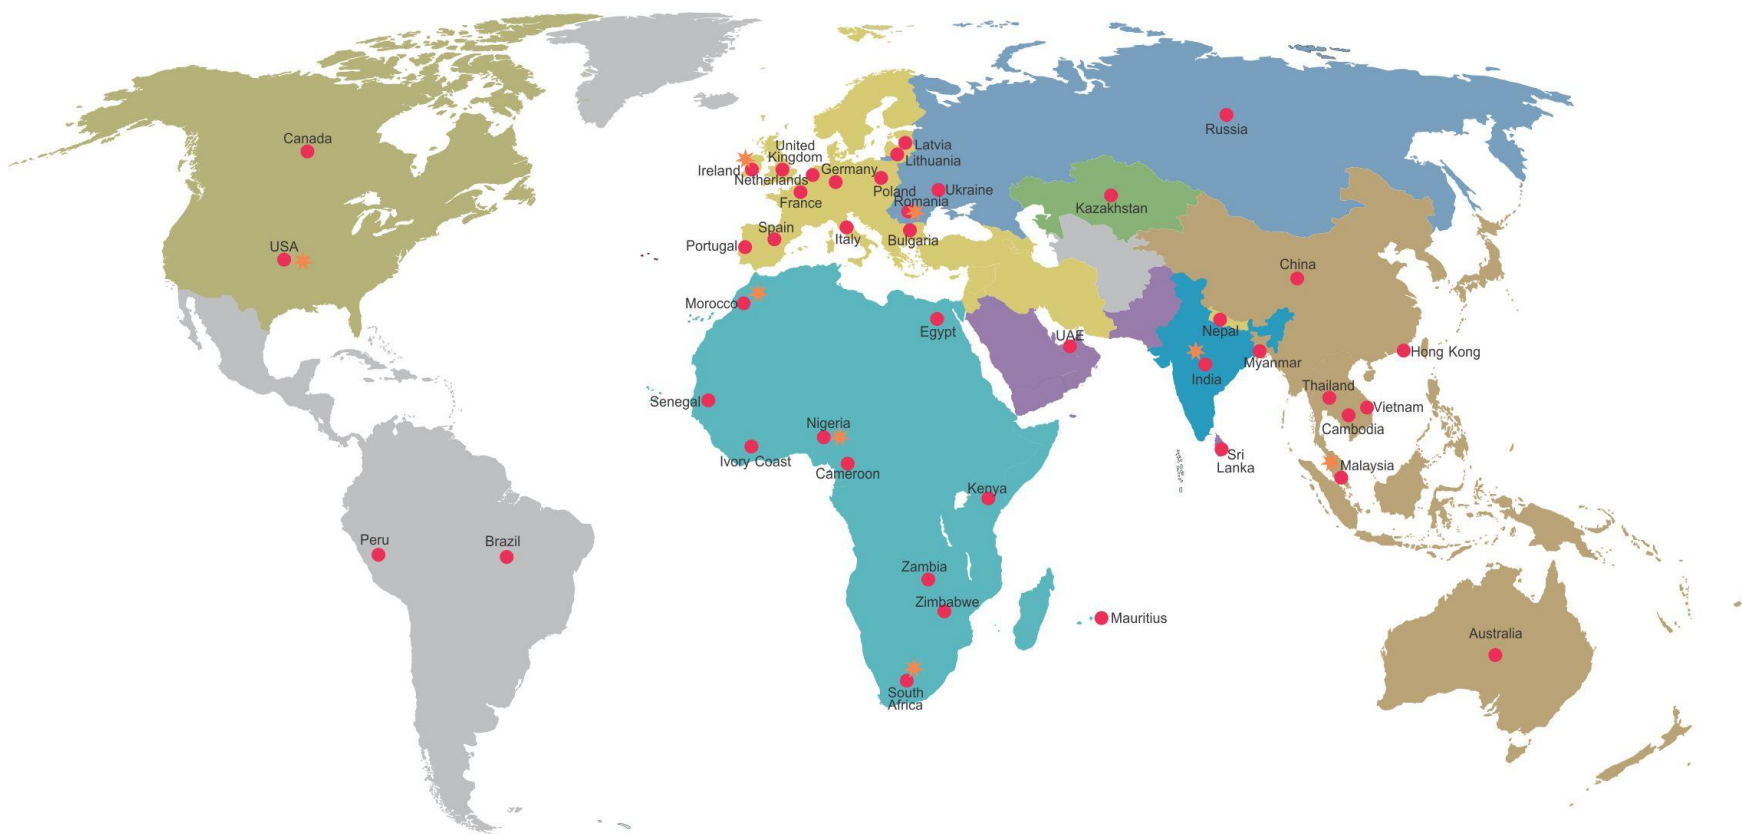 Canada
USA
Peru
Brazil
Ireland
United
Kingdom
Netherlands
Germany
France
Latvia
Lithuania
Poland
Ukraine
Romania
Bulgaria
Italy
Spain
Portugal
Russia
Kazakhstan
Morocco
Egypt
Senegal
Ivory Coast
Nigeria
Cameroon
Kenya
Zambia
Zimbabwe
South
Africa
Mauritius
UAE
Nepal
India
Sri
Lanka
Myanmar
China
Hong Kong
Thailand
Vietnam
Cambodia
Malaysia
Australia